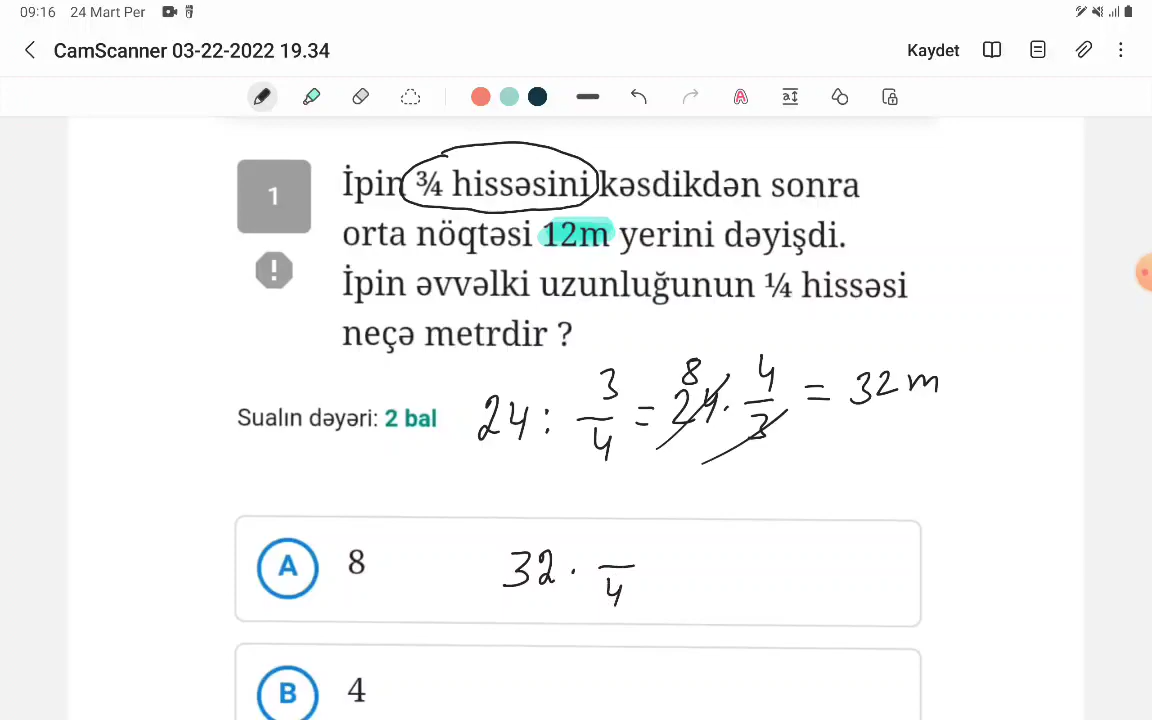 09:16 24 Mart Per
CamScanner 03-22-2022 19.34
Kaydet
1
İpin ¾ hissəsini kəsdikdən sonra
orta nöqtəsi 12m yerini dəyişdi.
!
İpin əvvəlki uzunluğunun ¼ hissəsi
neçə metrdir ?
Sualın dəyəri: 2 bal
24 : 3/4 = 8 24 · 4/3 = 32 m
A 8
32 · /4
B 4